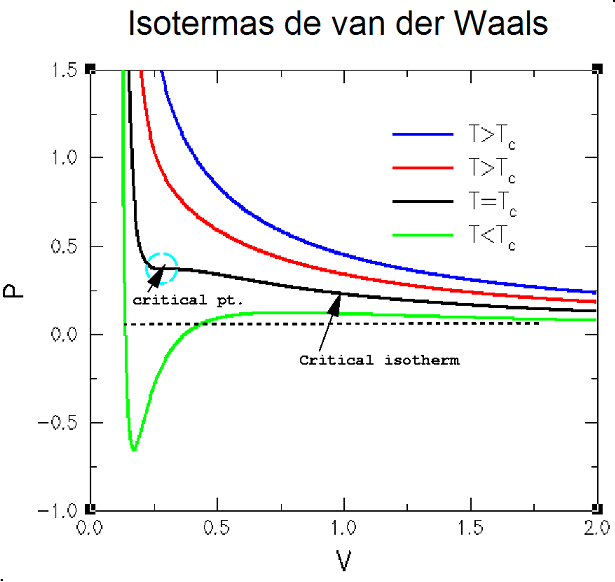 Isotermas de van der Waals
1.5
1.0
0.5
0.0
−0.5
−1.0
P
T>Tc
T>Tc
T=Tc
T<Tc
critical pt.
Critical isotherm
0.0
0.5
1.0
1.5
2.0
V